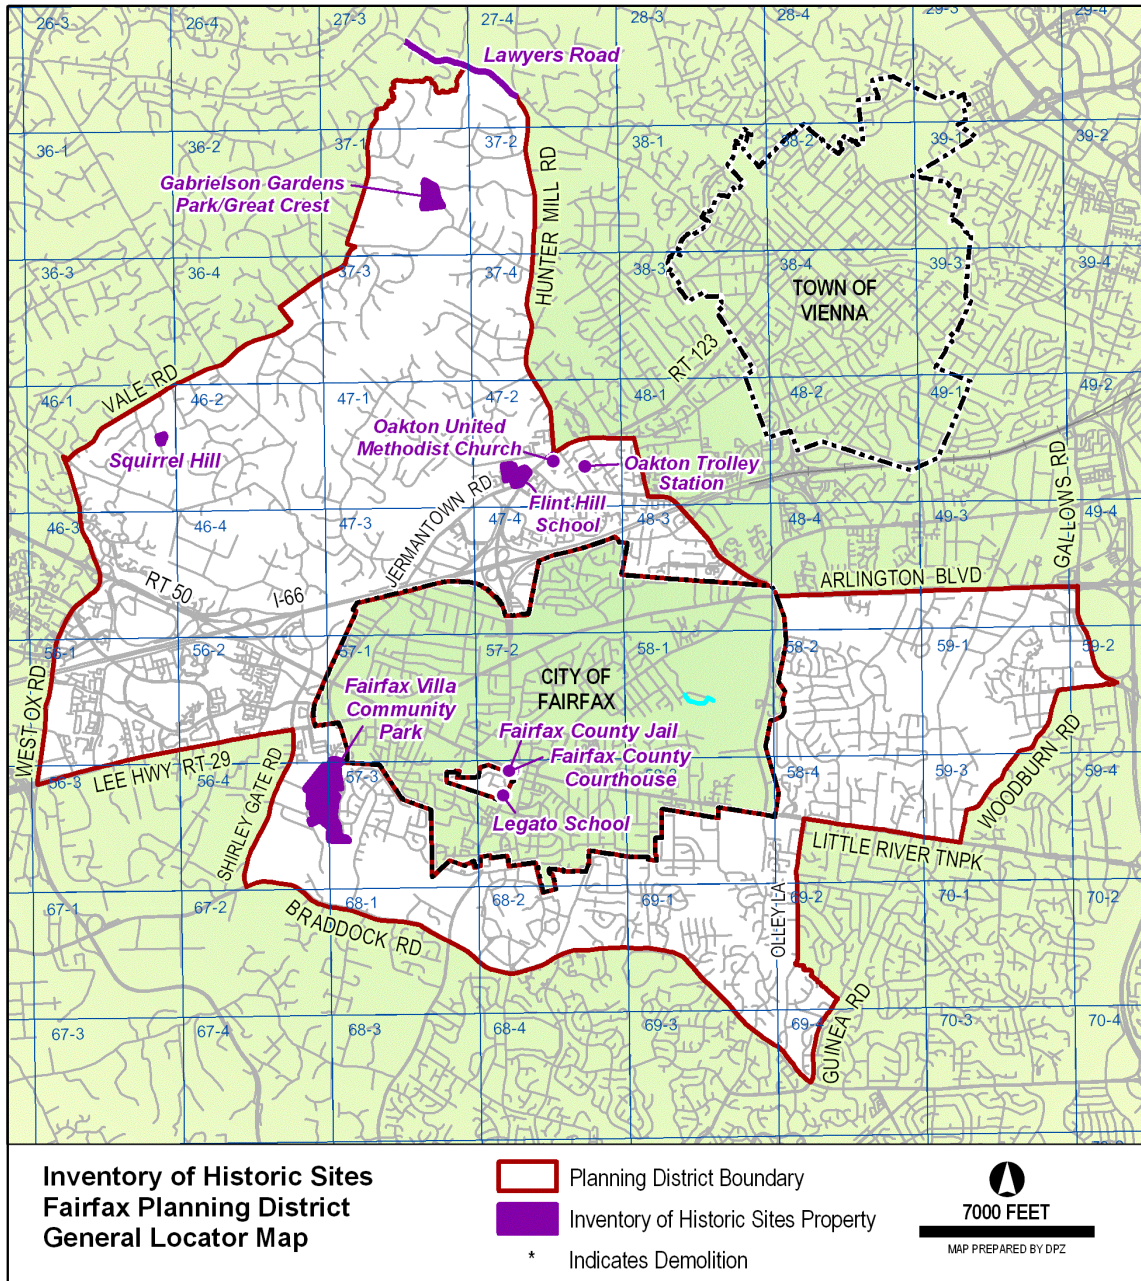 26-3
26-4
27-3
27-4
28-3
28-4
29-3
29-4
Lawyers Road
36-1
36-2
37-1
37-2
38-1
38-2
39-1
39-2
Gabrielson Gardens
Park/Great Crest
HUNTER MILL RD
36-3
36-4
37-3
37-4
38-3
38-4
39-3
39-4
TOWN OF
VIENNA
RT 123
VALE RD
46-1
46-2
47-1
47-2
48-1
48-2
49-1
49-2
Squirrel Hill
Oakton United
Methodist Church
Oakton Trolley
Station
Flint Hill
School
JERMANTOWN RD
GALLOWS RD
46-3
46-4
47-3
47-4
48-3
48-4
49-3
49-4
RT 50
I-66
ARLINGTON BLVD
56-1
56-2
57-1
57-2
58-1
58-2
59-1
59-2
WEST OX RD
CITY OF
FAIRFAX
Fairfax Villa
Community
Park
Fairfax County Jail
Fairfax County
Courthouse
Legato School
LEE HWY RT 29
SHIRLEY GATE RD
WOODBURN RD
56-3
56-4
57-3
58-4
59-3
59-4
LITTLE RIVER TNPK
67-1
67-2
68-1
68-2
69-1
69-2
70-1
70-2
BRADDOCK RD
OLLEY LA
GUINEA RD
67-3
67-4
68-3
68-4
69-3
69-4
70-3
70-4
Inventory of Historic Sites
Fairfax Planning District
General Locator Map
Planning District Boundary
Inventory of Historic Sites Property
* Indicates Demolition
7000 FEET
MAP PREPARED BY DPZ